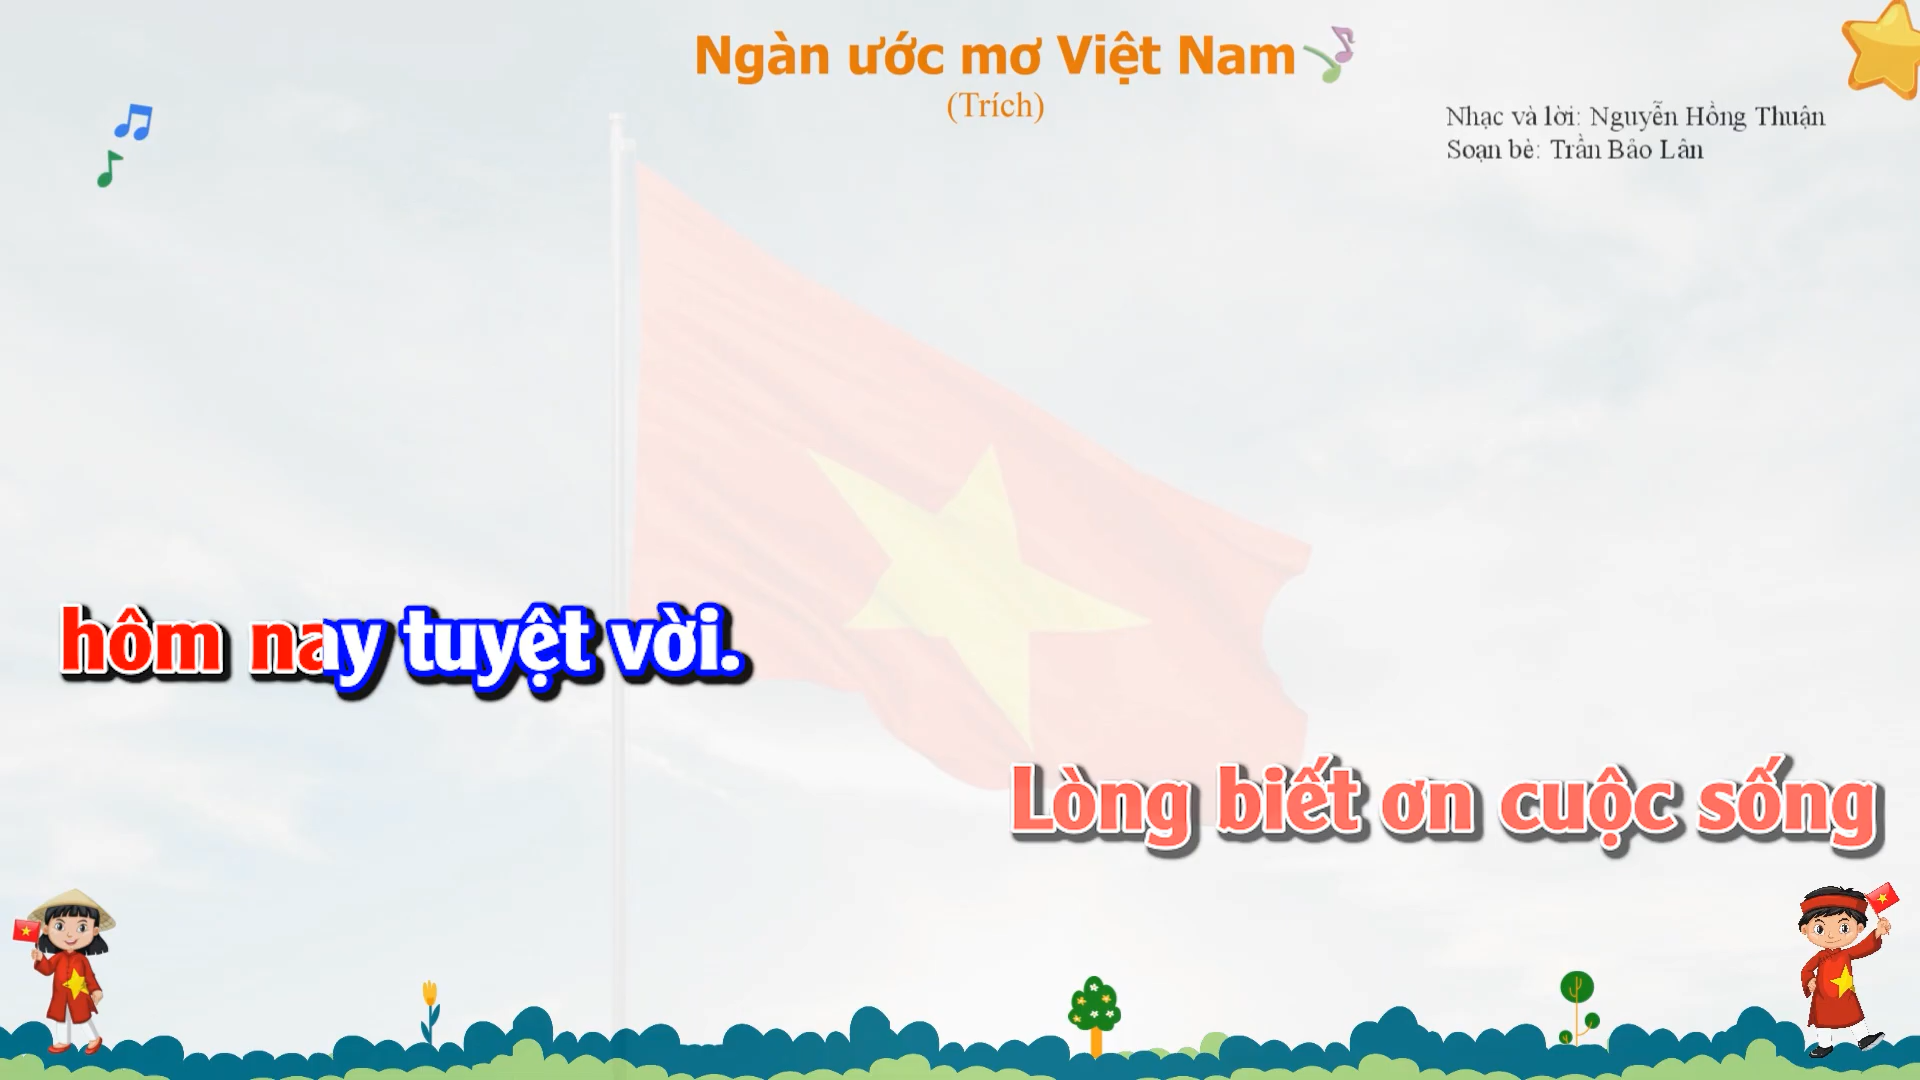 Ngàn ước mơ Việt Nam
(Trích)
Nhạc và lời: Nguyễn Hồng Thuận
Soạn bè: Trần Bảo Lân
hôm nay tuyệt vời.
Lòng biết ơn cuộc sống